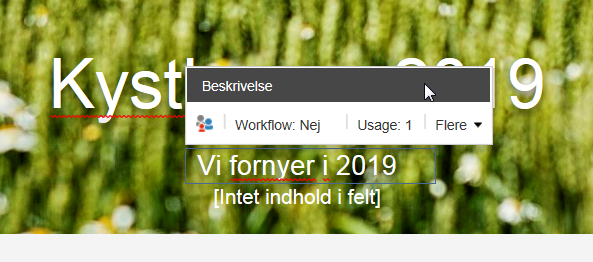 Kyst 2019
Beskrivelse
Workflow: Nej Usage: 1 Flere
Vi fornyer i 2019
[Intet indhold i felt]